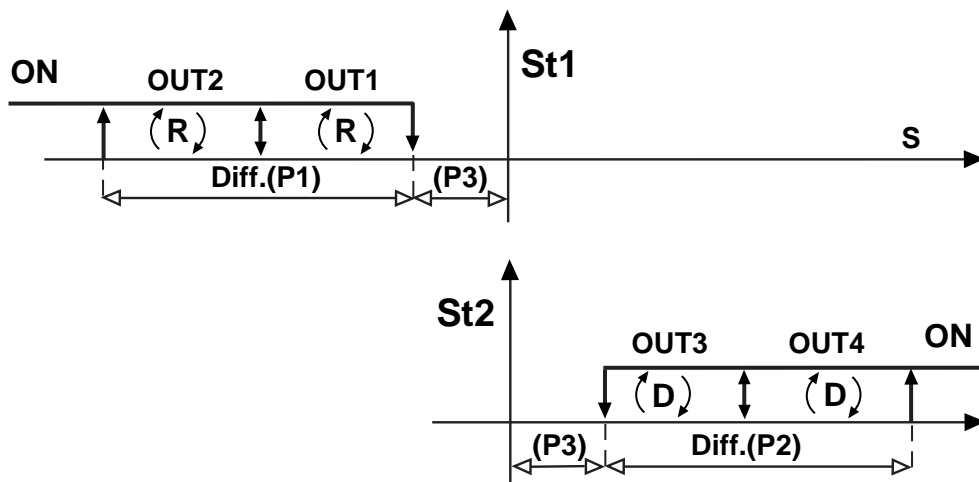 St1
ON
OUT2 OUT1
R R
S
Diff.(P1) (P3)
St2
OUT3 OUT4 ON
D D
(P3) Diff.(P2)